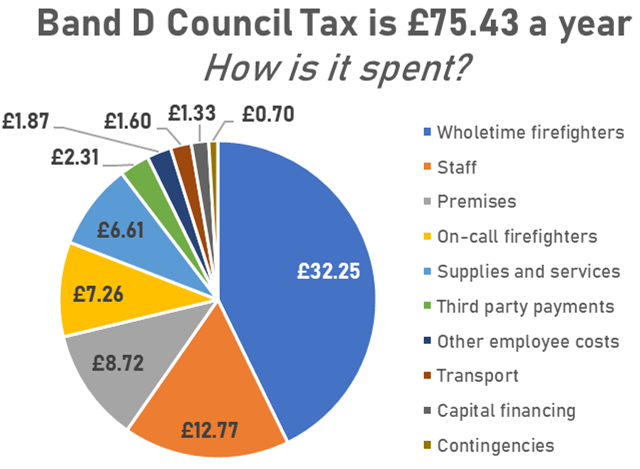 Band D Council Tax is £75.43 a year
How is it spent?
£1.87
£1.60
£1.33
£0.70
£2.31
£6.61
£7.26
£8.72
£12.77
£32.25
Wholetime firefighters
Staff
Premises
On-call firefighters
Supplies and services
Third party payments
Other employee costs
Transport
Capital financing
Contingencies